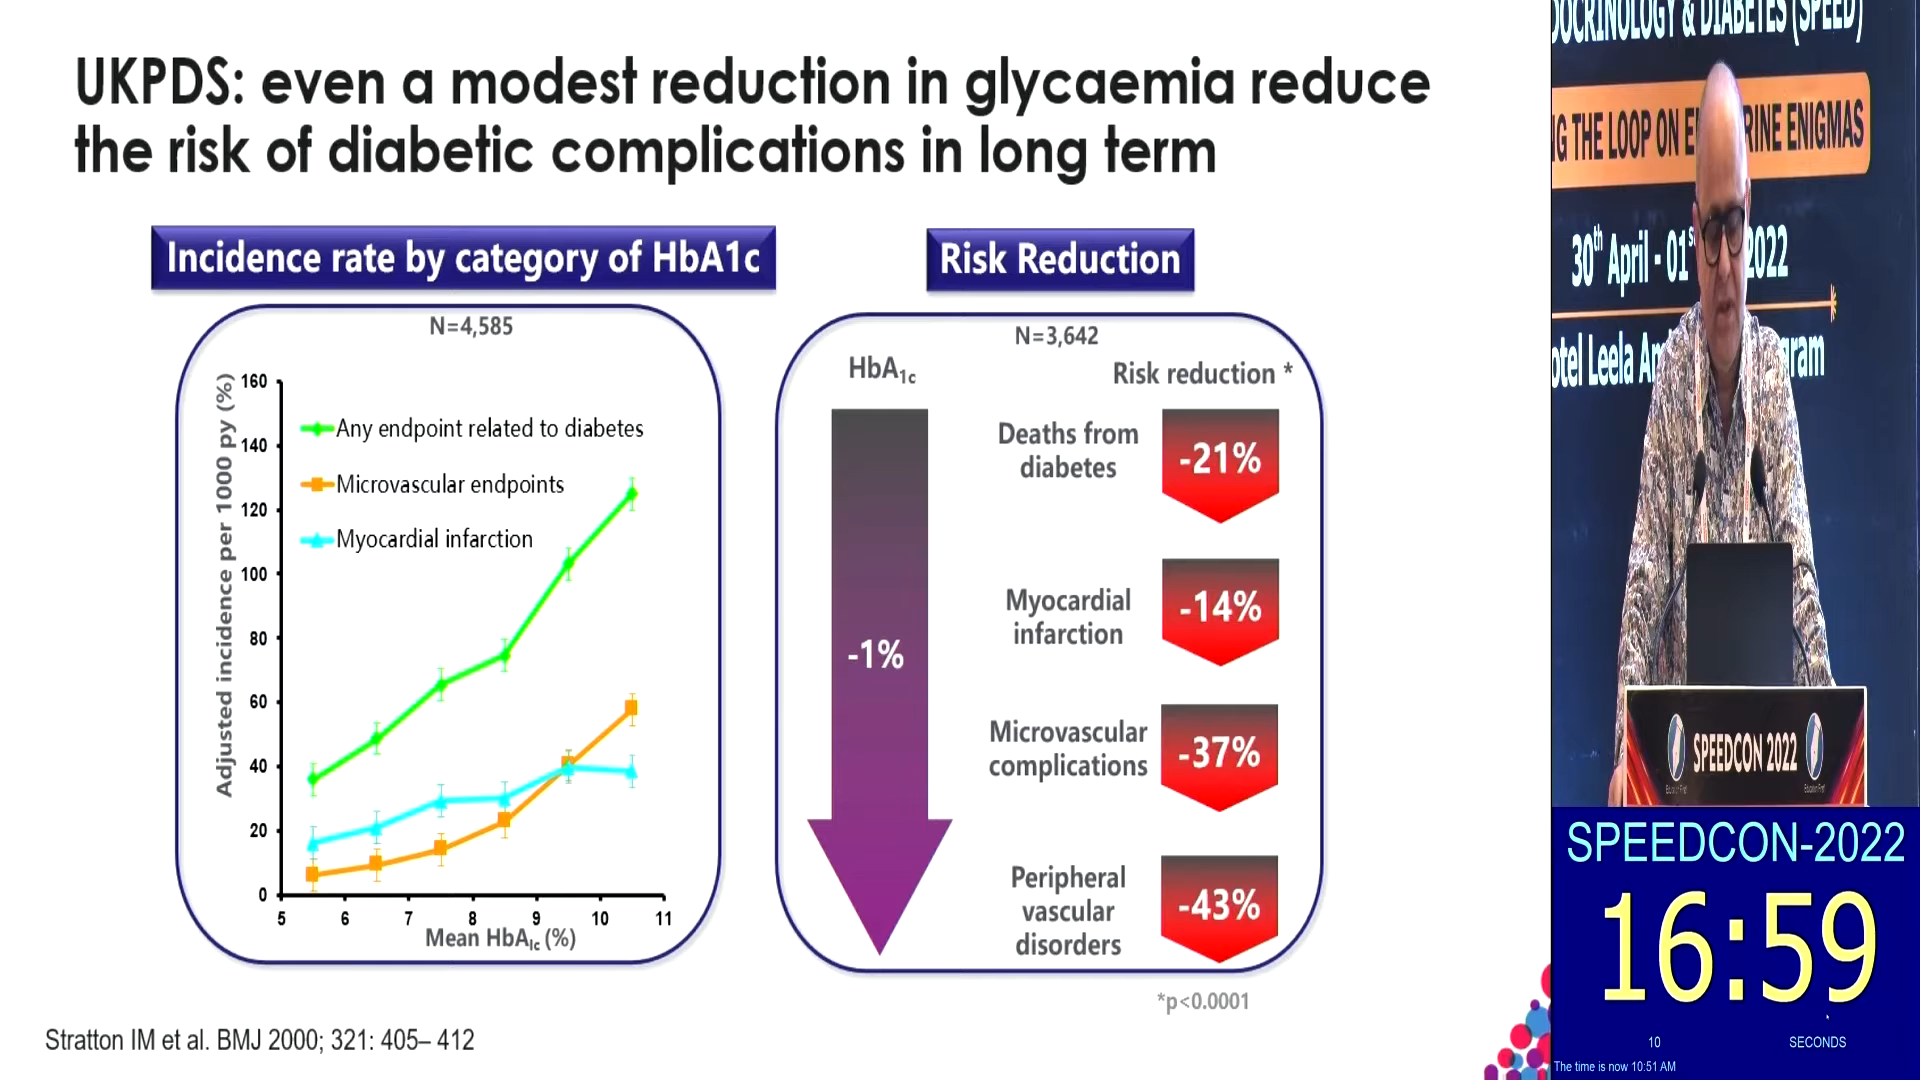 UKPDS: even a modest reduction in glycaemia reduce
the risk of diabetic complications in long term
Incidence rate by category of HbA1c
N=4,585
Adjusted incidence per 1000 py (%)
160
140
120
100
80
60
40
20
0
Any endpoint related to diabetes
Microvascular endpoints
Myocardial infarction
5 6 7 8 9 10 11
Mean HbA1c (%)
Risk Reduction
N=3,642
HbA1c
Risk reduction *
-1%
Deaths from
diabetes
-21%
Myocardial
infarction
-14%
Microvascular
complications
-37%
Peripheral
vascular
disorders
-43%
*p<0.0001
Stratton IM et al. BMJ 2000; 321: 405– 412
DOCRINOLOGY & DIABETES (SPEED)
THE LOOP ON ENIGMAS
30th April - 01 2022
Leela
SPEEDCON 2022
SPEEDCON-2022
16:59
10 SECONDS
The time is now 10:51 AM